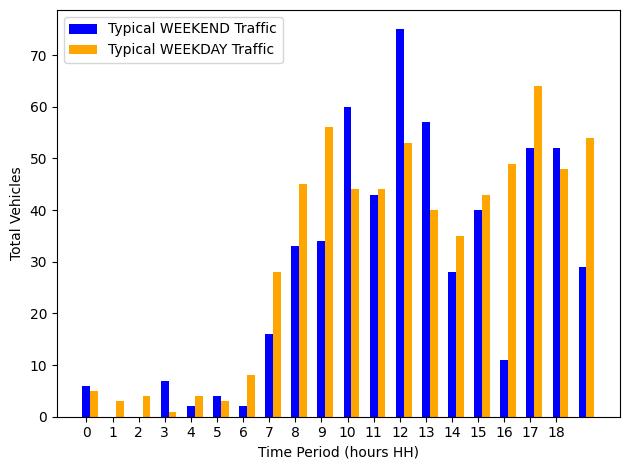 Typical WEEKEND Traffic
Typical WEEKDAY Traffic
70
60
50
40
30
20
10
0
Total Vehicles
0 1 2 3 4 5 6 7 8 9 10 11 12 13 14 15 16 17 18
Time Period (hours HH)